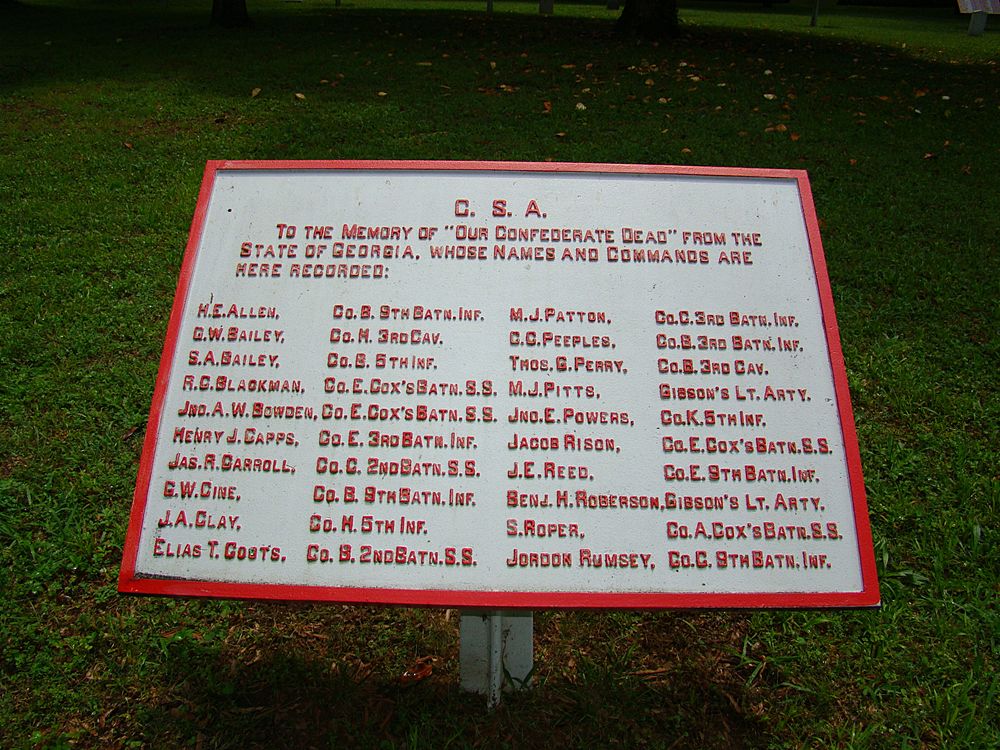 C. S. A.
To the Memory of "Our Confederate Dead" from the
State of Georgia, whose Names and Commands are
here recorded:
H.E. Allen, Co. B. 9th Batn. Inf. M.J. Patton, Co. C. 3rd Batn. Inf.
G.W. Bailey, Co. H. 3rd Cav. C.C. Peeples, Co. B. 3rd Batn. Inf.
S.A. Bailey, Co. B. 5th Inf. Thos. G. Perry, Co. B. 3rd Cav.
R.C. Blackman, Co. E. Cox's Batn. S.S. M.J. Pitts, Gibson's Lt. Arty.
Jno. A.W. Bowden, Co. E. Cox's Batn. S.S. Jno. E. Powers, Co. K. 5th Inf.
Henry J. Capps, Co. E. 3rd Batn. Inf. Jacob Rison, Co. E. Cox's Batn. S.S.
Jas. R. Carroll, Co. C. 2nd Batn. S.S. J.E. Reed, Co. E. 9th Batn. Inf.
G.W. Cine, Co. B. 9th Batn. Inf. Benj. H. Roberson, Gibson's Lt. Arty.
J.A. Clay, Co. H. 5th Inf. S. Roper, Co. A. Cox's Batn. S.S.
Elias T. Coots, Co. B. 2nd Batn. S.S. Jordon Rumsey, Co. C. 9th Batn. Inf.